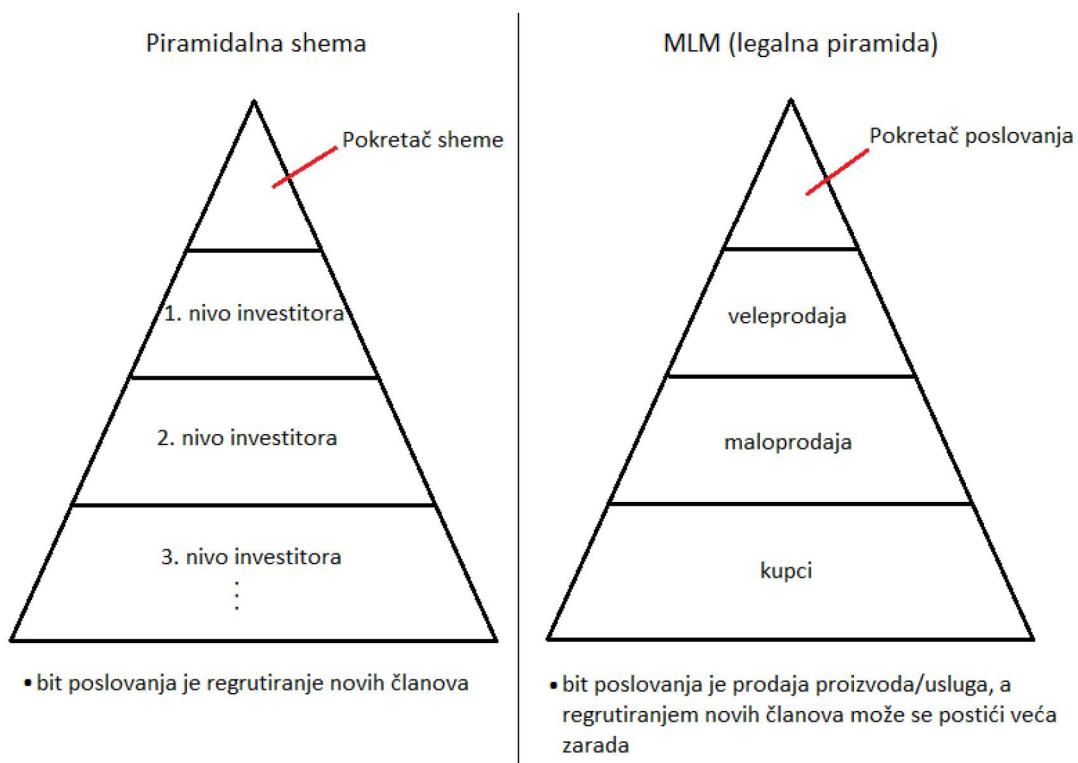 Piramidalna shema
Pokretač sheme
1. nivo investitora
2. nivo investitora
3. nivo investitora
⋮
• bit poslovanja je regrutiranje novih članova
MLM (legalna piramida)
Pokretač poslovanja
veleprodaja
maloprodaja
kupci
• bit poslovanja je prodaja proizvoda/usluga, a
regrutiranjem novih članova može se postići veća
zarada